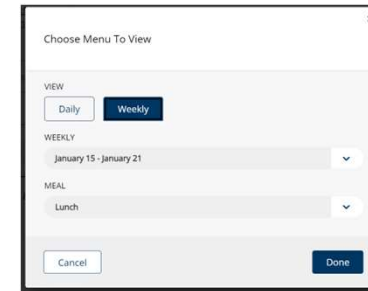 Choose Menu To View
VIEW
Daily Weekly
WEEKLY
January 15 - January 21
MEAL
Lunch
Cancel Done